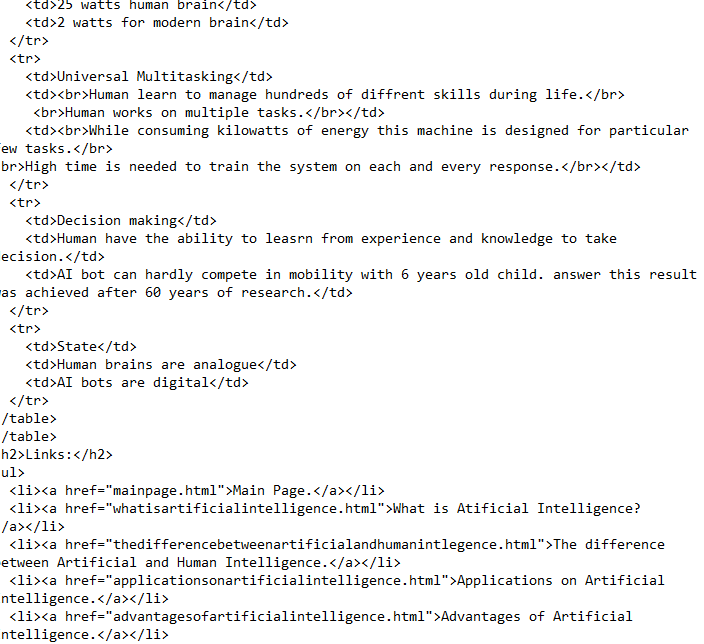 <td>25 watts human brain</td>
<td>2 watts for modern brain</td>
</tr>
<tr>
<td>Universal Multitasking</td>
<td><br>Human learn to manage hundreds of diffrent skills during life.</br>
<br>Human works on multiple tasks.</br></td>
<td><br>While consuming kilowatts of energy this machine is designed for particular
ew tasks.</br>
br>High time is needed to train the system on each and every response.</br></td>
</tr>
<tr>
<td>Decision making</td>
<td>Human have the ability to leasrn from experience and knowledge to take
ecision.</td>
<td>AI bot can hardly compete in mobility with 6 years old child. answer this result
as achieved after 60 years of research.</td>
</tr>
<tr>
<td>State</td>
<td>Human brains are analogue</td>
<td>AI bots are digital</td>
</tr>
/table>
/table>
h2>Links:</h2>
ul>
<li><a href="mainpage.html">Main Page.</a></li>
<li><a href="whatisartificialintelligence.html">What is Atificial Intelligence?
/a></li>
<li><a href="thedifferencebetweenartificialandhumanintlegence.html">The difference
etween Artificial and Human Intelligence.</a></li>
<li><a href="applicationsonartificialintelligence.html">Applications on Artificial
ntelligence.</a></li>
<li><a href="advantagesofartificialintelligence.html">Advantages of Artificial
ntelligence.</a></li>